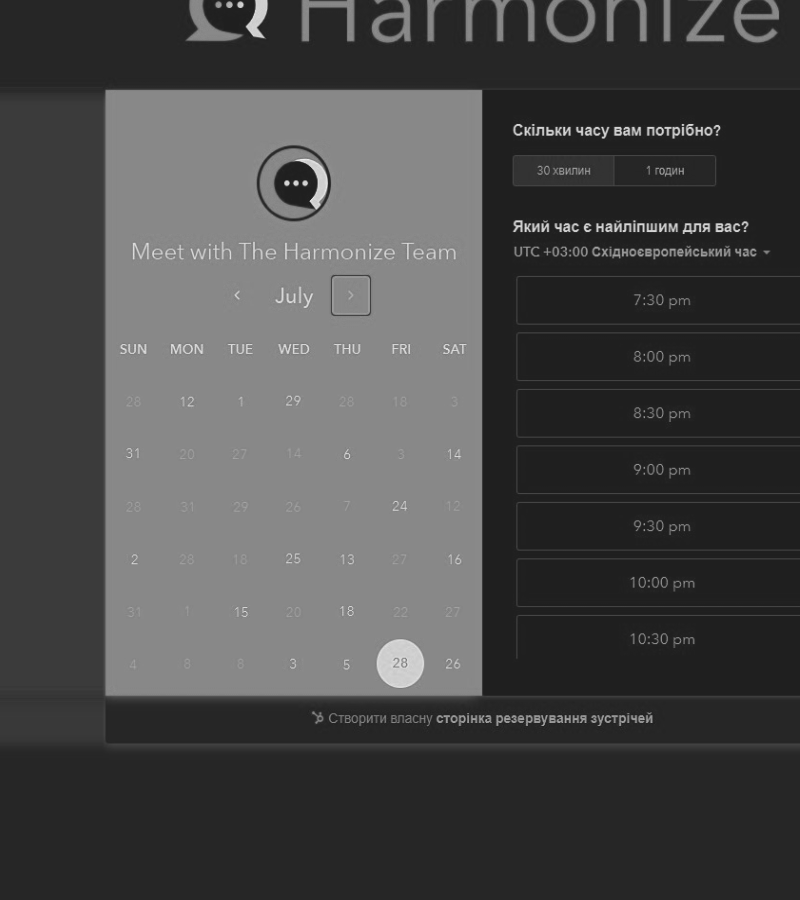 Harmonize
Meet with The Harmonize Team
July
SUN MON TUE WED THU FRI SAT
28 12 1 29 28 18 3
31 20 27 14 6 3 14
28 31 29 26 7 24 12
2 28 18 25 13 27 16
31 1 15 20 18 22 27
4 8 8 3 5 28 26
Скільки часу вам потрібно?
30 хвилин 1 годин
Який час є найліпшим для вас?
UTC +03:00 Східноєвропейський час
7:30 pm
8:00 pm
8:30 pm
9:00 pm
9:30 pm
10:00 pm
10:30 pm
Створити власну сторінка резервування зустрічей